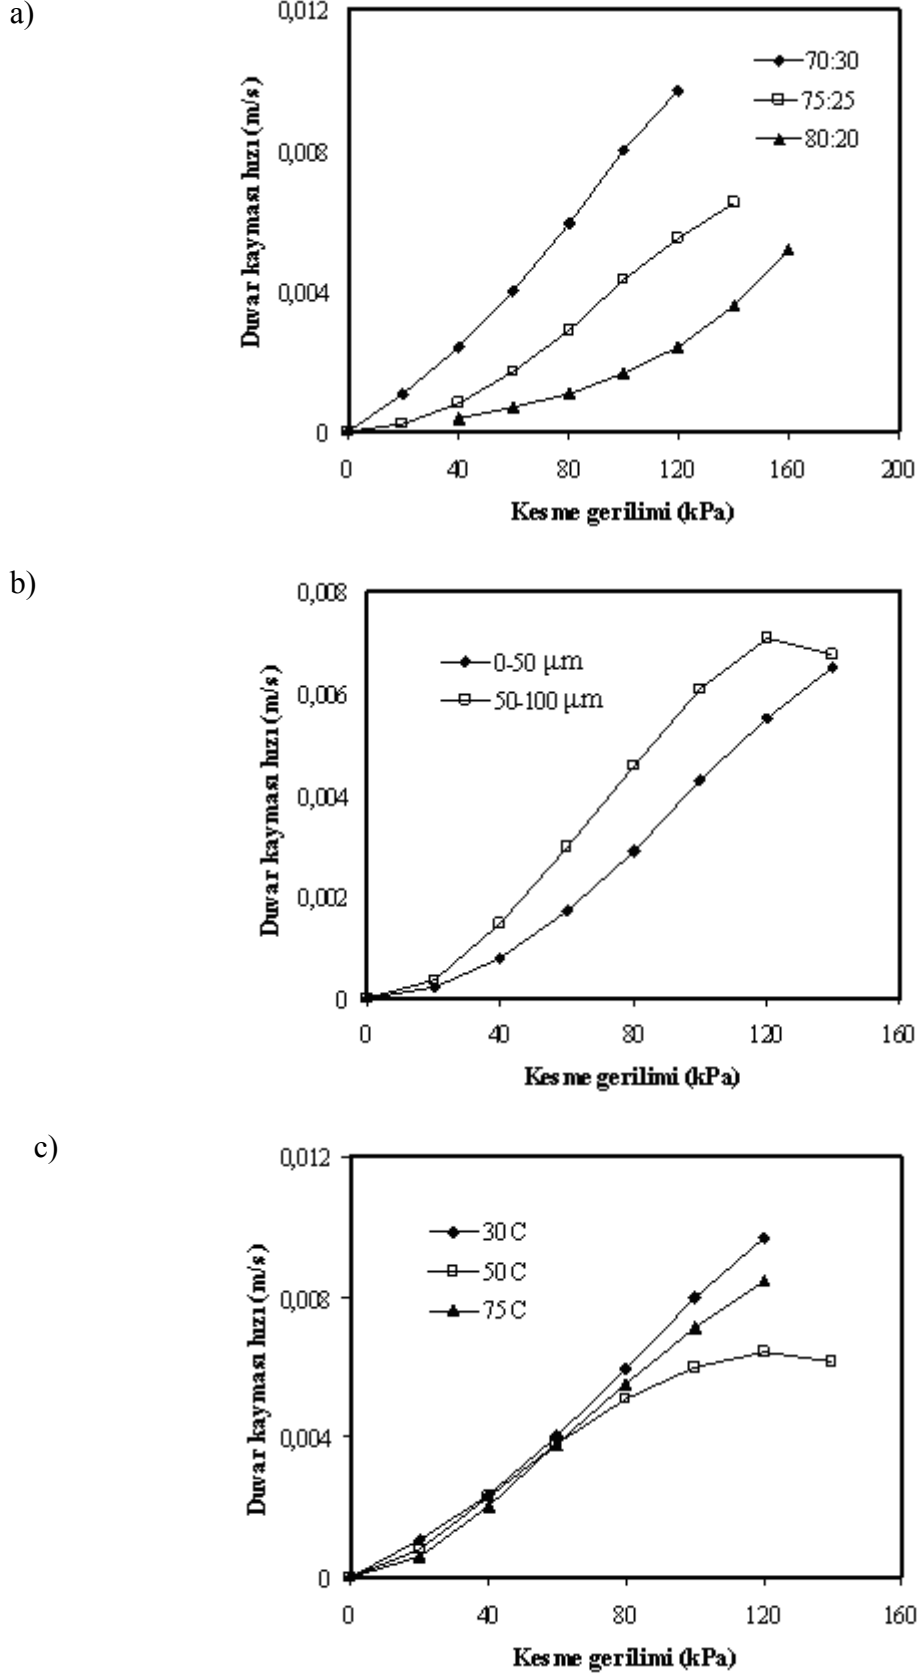 a)
0,012
0,008
0,004
0
Duvar kayması hızı (m/s)
70:30
75:25
80:20
0 40 80 120 160 200
Kesme gerilimi (kPa)
b)
0,008
0,006
0,004
0,002
0
Duvar kayması hızı (m/s)
0-50 µm
50-100 µm
0 40 80 120 160
Kesme gerilimi (kPa)
c)
0,012
0,008
0,004
0
Duvar kayması hızı (m/s)
30 C
50 C
75 C
0 40 80 120 160
Kesme gerilimi (kPa)